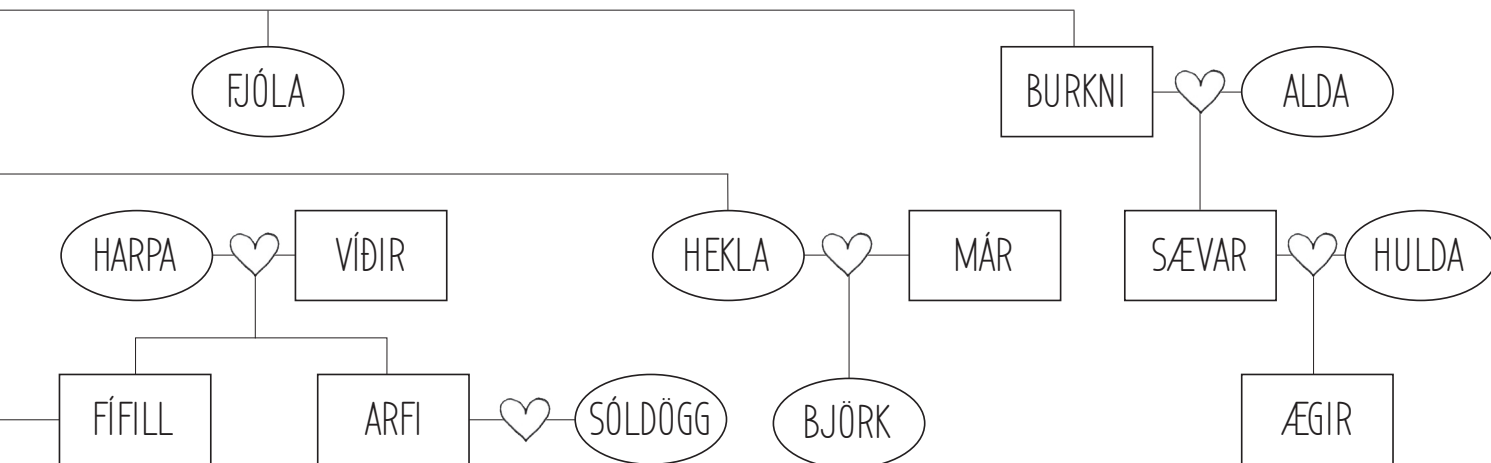 FJÓLA
BURKNI
ALDA
HARPA
VÍÐIR
HEKLA
MÁR
SÆVAR
HULDA
FÍFILL
ARFI
SÓLDÖGG
BJÖRK
ÆGIR